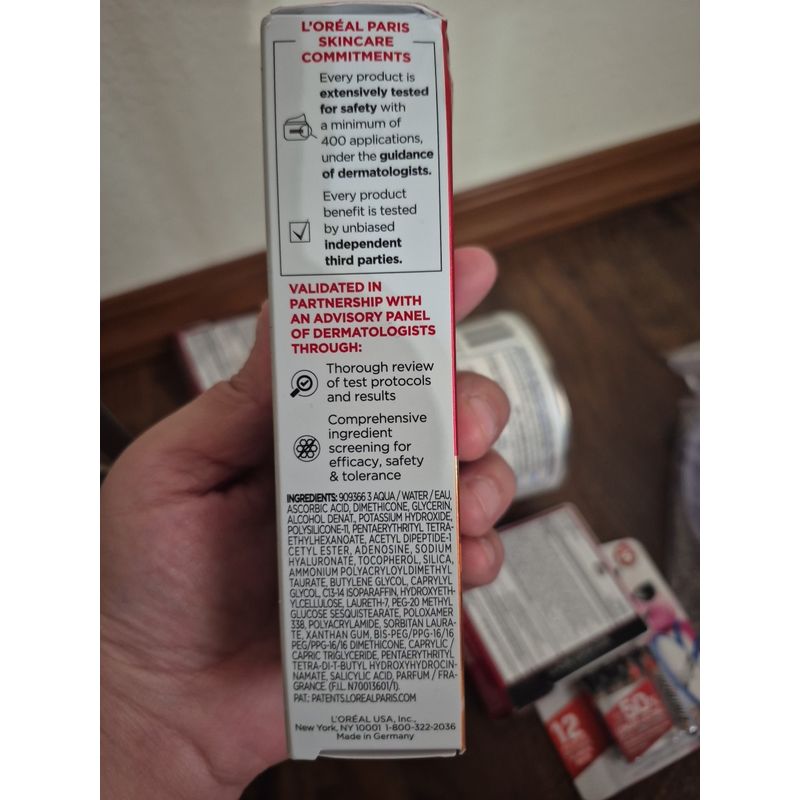 L'ORÉAL PARIS
SKINCARE
COMMITMENTS
Every product is
extensively tested
for safety with
a minimum of
400 applications,
under the guidance
of dermatologists.
Every product
benefit is tested
by unbiased
independent
third parties.
VALIDATED IN
PARTNERSHIP WITH
AN ADVISORY PANEL
OF DERMATOLOGISTS
THROUGH:
Thorough review
of test protocols
and results
Comprehensive
ingredient
screening for
efficacy, safety
& tolerance
INGREDIENTS: 909366 3 AQUA / WATER / EAU,
ASCORBIC ACID, DIMETHICONE, GLYCERIN,
ALCOHOL DENAT., POTASSIUM HYDROXIDE,
POLYSILICONE-11, PENTAERYTHRITYL TETRA-
ETHYLHEXANOATE, ACETYL DIPEPTIDE-1
CETYL ESTER, ADENOSINE, SODIUM
HYALURONATE, TOCOPHEROL, SILICA,
AMMONIUM POLYACRYLOYLDIMETHYL
TAURATE, BUTYLENE GLYCOL, CAPRYLYL
GLYCOL, C13-14 ISOPARAFFIN, HYDROXYETH-
YLCELLULOSE, LAURETH-7, PEG-20 METHYL
GLUCOSE SESQUISTEARATE, POLOXAMER
338, POLYACRYLAMIDE, SORBITAN LAURA-
TE, XANTHAN GUM, BIS-PEG/PPG-16/16
PEG/PPG-16/16 DIMETHICONE, CAPRYLIC /
CAPRIC TRIGLYCERIDE, PENTAERYTHRITYL
TETRA-DI-T-BUTYL HYDROXYHYDROCIN-
NAMATE, SALICYLIC ACID, PARFUM / FRA-
GRANCE. (F.I.L. N70013601/1).
PAT.: PATENTS.LOREALPARIS.COM
L'ORÉAL USA, Inc.,
New York, NY 10001 1-800-322-2036
Made in Germany
12
50